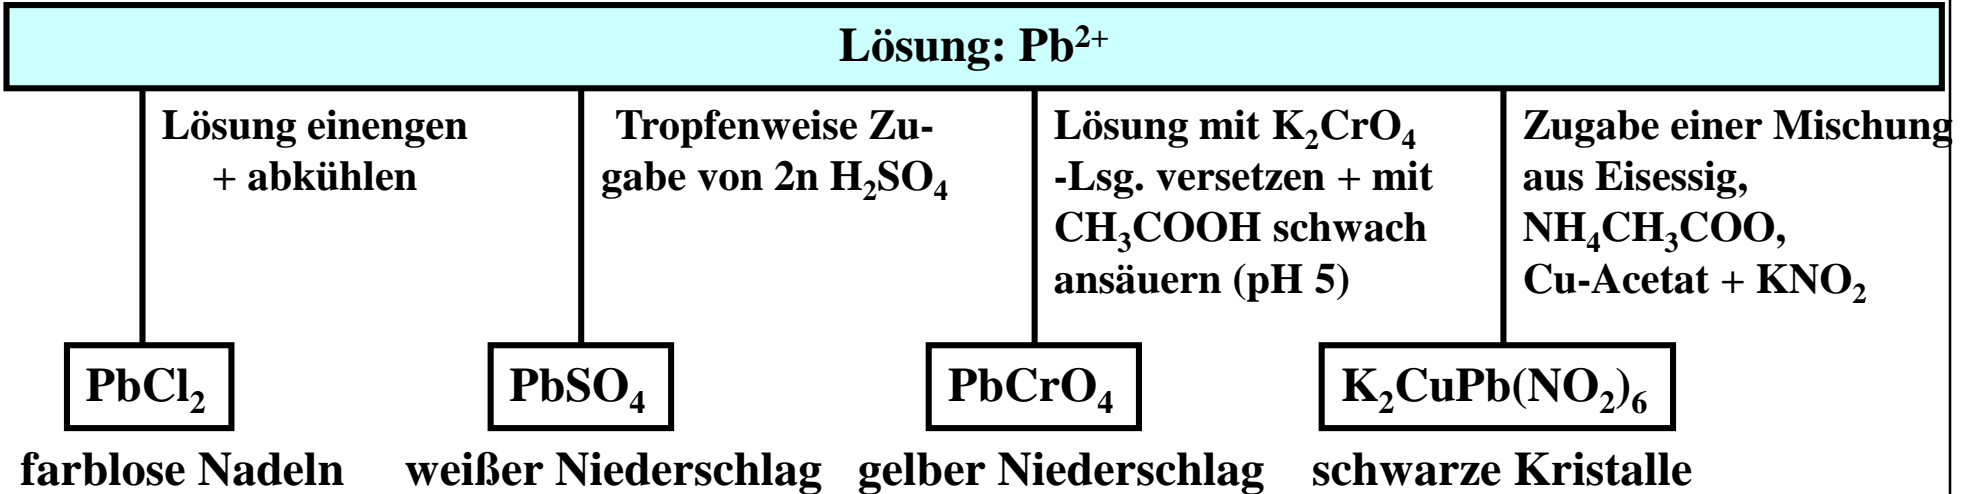 Lösung: Pb²⁺
Lösung einengen
+ abkühlen
Tropfenweise Zu-
gabe von 2n H₂SO₄
Lösung mit K₂CrO₄
-Lsg. versetzen + mit
CH₃COOH schwach
ansäuern (pH 5)
Zugabe einer Mischung
aus Eisessig,
NH₄CH₃COO,
Cu-Acetat + KNO₂
PbCl₂
PbSO₄
PbCrO₄
K₂CuPb(NO₂)₆
farblose Nadeln
weißer Niederschlag
gelber Niederschlag
schwarze Kristalle